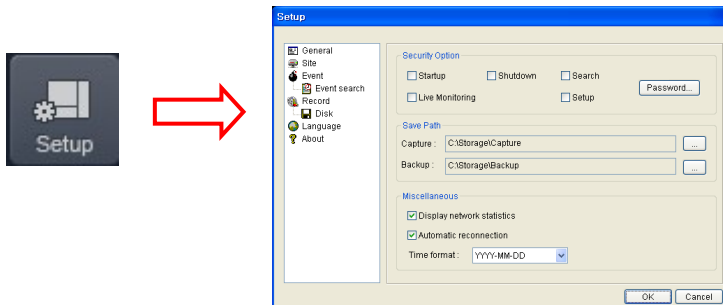 Setup
Setup
General
Site
Event
Event search
Record
Disk
Language
About
Security Option
Startup Shutdown Search
Password...
Live Monitoring Setup
Save Path
Capture : C:\Storage\Capture ...
Backup : C:\Storage\Backup ...
Miscellaneous
Display network statistics
Automatic reconnection
Time format : YYYY-MM-DD
OK Cancel